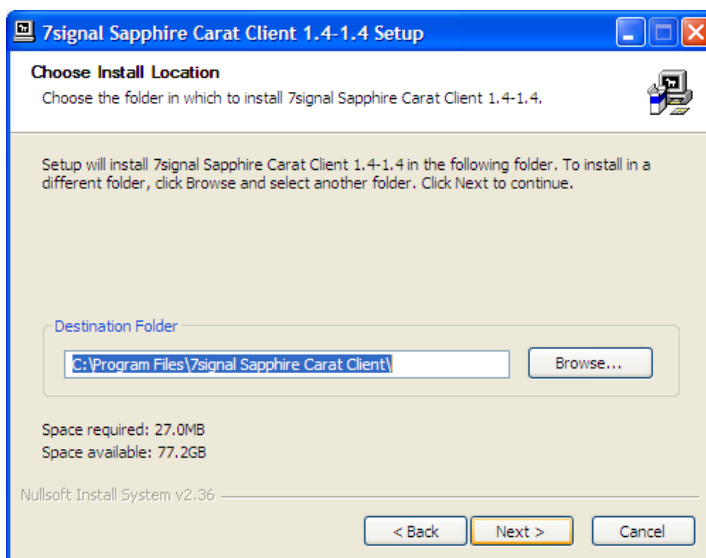 7signal Sapphire Carat Client 1.4-1.4 Setup
Choose Install Location
Choose the folder in which to install 7signal Sapphire Carat Client 1.4-1.4.
Setup will install 7signal Sapphire Carat Client 1.4-1.4 in the following folder. To install in a
different folder, click Browse and select another folder. Click Next to continue.
Destination Folder
C:\Program Files\7signal Sapphire Carat Client\
Browse...
Space required: 27.0MB
Space available: 77.2GB
Nullsoft Install System v2.36
< Back
Next >
Cancel